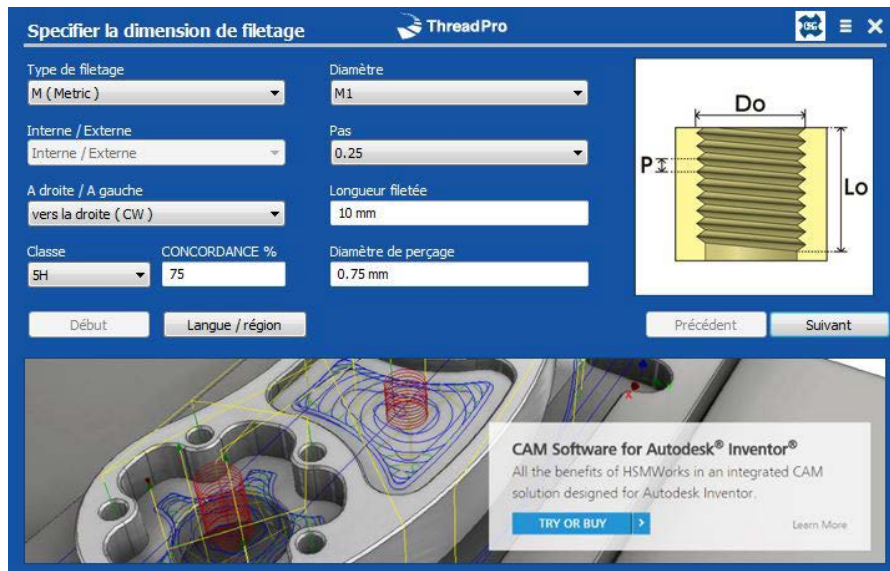 Specifier la dimension de filetage
ThreadPro
OSG
Type de filetage
M ( Metric )
Diamètre
M1
Interne / Externe
Interne / Externe
Pas
0.25
A droite / A gauche
vers la droite ( CW )
Longueur filetée
10 mm
Classe
5H
CONCORDANCE %
75
Diamètre de perçage
0.75 mm
Do
P
Lo
Début
Langue / région
Précédent
Suivant
X
CAM Software for Autodesk® Inventor®
All the benefits of HSMWorks in an integrated CAM
solution designed for Autodesk Inventor.
TRY OR BUY
Learn More